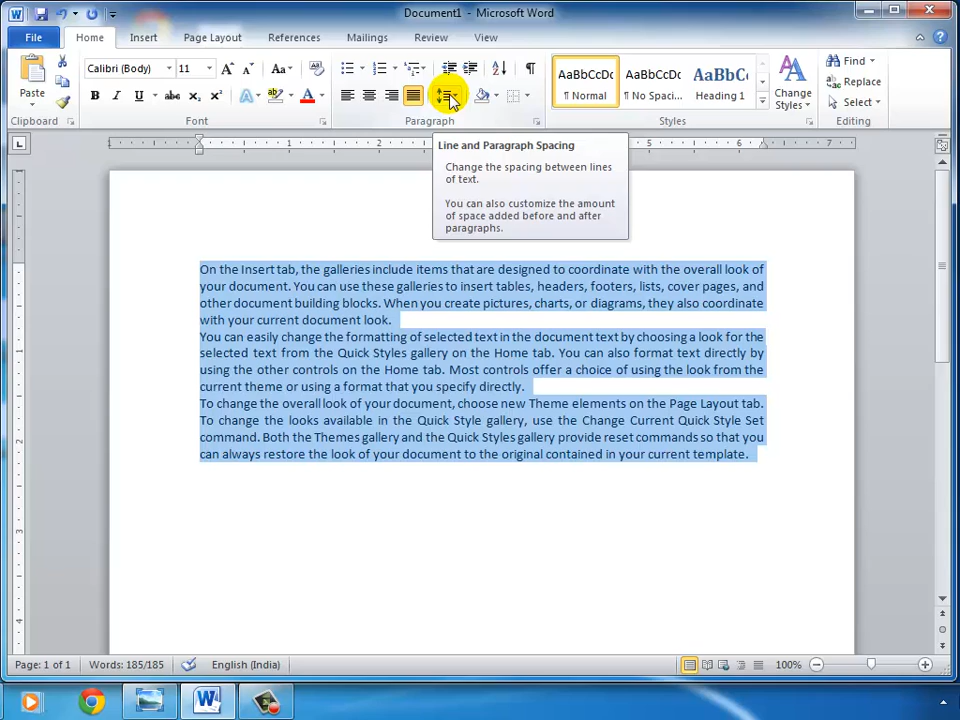 Document1 - Microsoft Word
File Home Insert Page Layout References Mailings Review View
Paste
Calibri (Body) 11
Aa
B I U abc x₂ x² A ab A
AaBbCcDc AaBbCcDc AaBbC
¶ Normal ¶ No Spaci... Heading 1
Change
Styles
Find
Replace
Select
Clipboard Font Paragraph Styles Editing
1 1 2 5 6 7
Line and Paragraph Spacing
Change the spacing between lines
of text.
You can also customize the amount
of space added before and after
paragraphs.
On the Insert tab, the galleries include items that are designed to coordinate with the overall look of
your document. You can use these galleries to insert tables, headers, footers, lists, cover pages, and
other document building blocks. When you create pictures, charts, or diagrams, they also coordinate
with your current document look.
You can easily change the formatting of selected text in the document text by choosing a look for the
selected text from the Quick Styles gallery on the Home tab. You can also format text directly by
using the other controls on the Home tab. Most controls offer a choice of using the look from the
current theme or using a format that you specify directly.
To change the overall look of your document, choose new Theme elements on the Page Layout tab.
To change the looks available in the Quick Style gallery, use the Change Current Quick Style Set
command. Both the Themes gallery and the Quick Styles gallery provide reset commands so that you
can always restore the look of your document to the original contained in your current template.
Page: 1 of 1 Words: 185/185 English (India) 100%